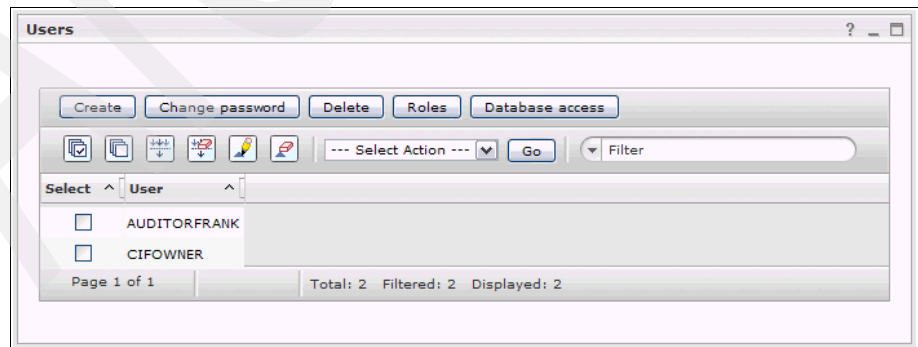 Users ?
Create Change password Delete Roles Database access
--- Select Action --- Go Filter
Select ^ User ^
AUDITORFRANK
CIFOWNER
Page 1 of 1 Total: 2 Filtered: 2 Displayed: 2